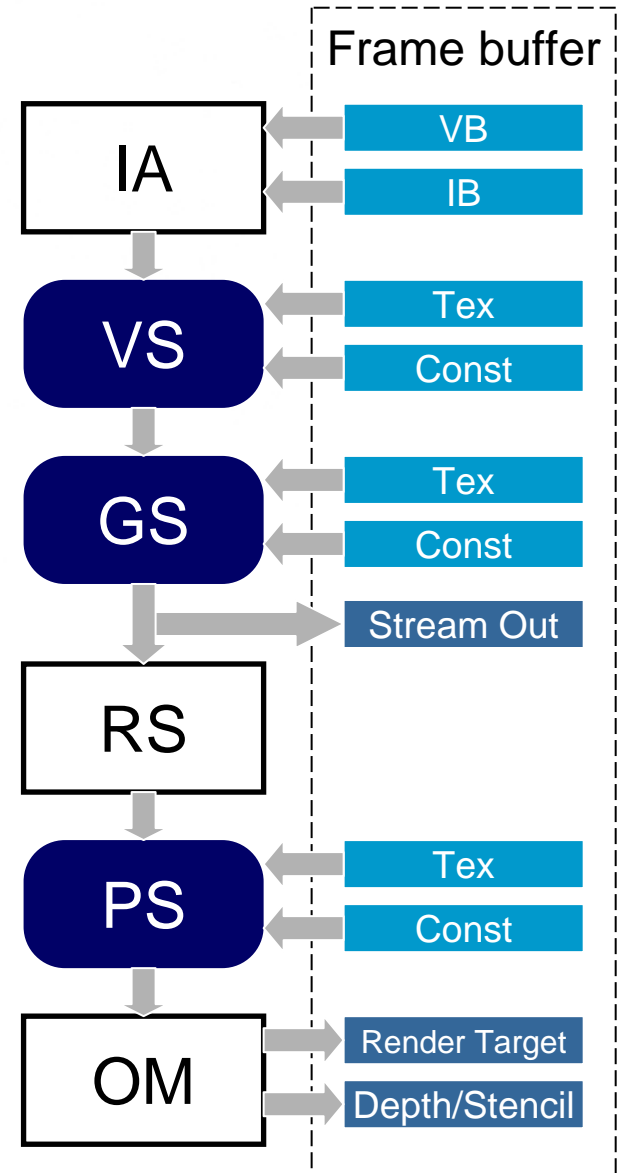 Frame buffer
IA
VB
IB
VS
Tex
Const
GS
Tex
Const
Stream Out
RS
PS
Tex
Const
OM
Render Target
Depth/Stencil